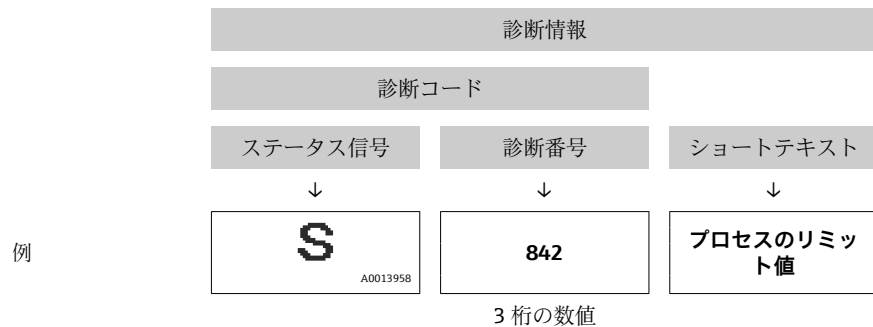 診断情報
診断コード
ステータス信号 診断番号 ショートテキスト
↓ ↓ ↓
例 S 842 プロセスのリミッ
ト値
A0013958
3 桁の数値